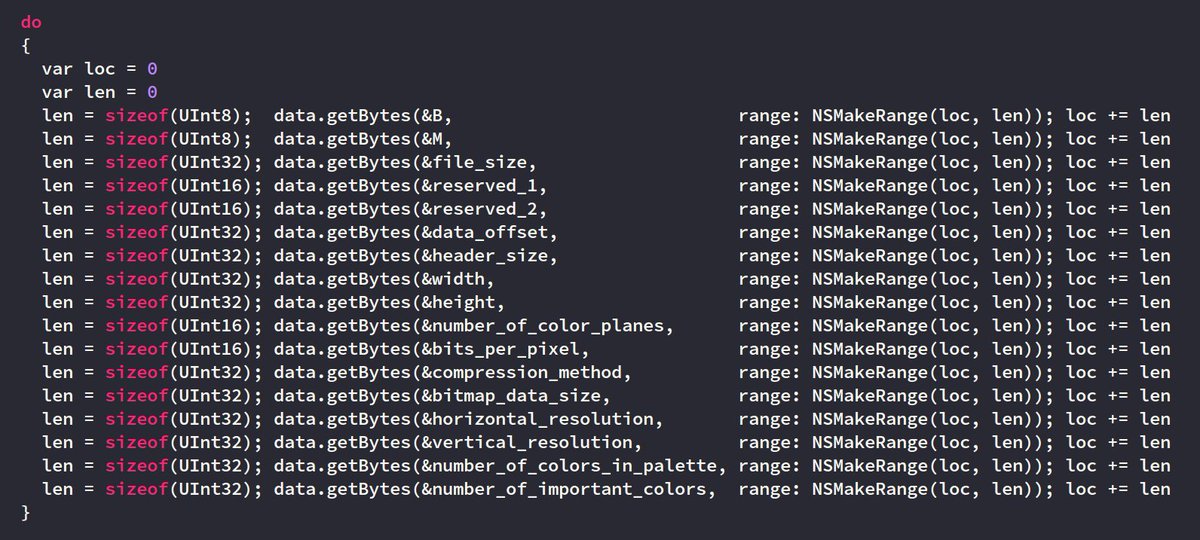 do
{
  var loc = 0
  var len = 0
  len = sizeof(UInt8);  data.getBytes(&B,                           range: NSMakeRange(loc, len)); loc += len
  len = sizeof(UInt8);  data.getBytes(&M,                           range: NSMakeRange(loc, len)); loc += len
  len = sizeof(UInt32); data.getBytes(&file_size,                   range: NSMakeRange(loc, len)); loc += len
  len = sizeof(UInt16); data.getBytes(&reserved_1,                  range: NSMakeRange(loc, len)); loc += len
  len = sizeof(UInt16); data.getBytes(&reserved_2,                  range: NSMakeRange(loc, len)); loc += len
  len = sizeof(UInt32); data.getBytes(&data_offset,                 range: NSMakeRange(loc, len)); loc += len
  len = sizeof(UInt32); data.getBytes(&header_size,                 range: NSMakeRange(loc, len)); loc += len
  len = sizeof(UInt32); data.getBytes(&width,                       range: NSMakeRange(loc, len)); loc += len
  len = sizeof(UInt32); data.getBytes(&height,                      range: NSMakeRange(loc, len)); loc += len
  len = sizeof(UInt16); data.getBytes(&number_of_color_planes,      range: NSMakeRange(loc, len)); loc += len
  len = sizeof(UInt16); data.getBytes(&bits_per_pixel,              range: NSMakeRange(loc, len)); loc += len
  len = sizeof(UInt32); data.getBytes(&compression_method,          range: NSMakeRange(loc, len)); loc += len
  len = sizeof(UInt32); data.getBytes(&bitmap_data_size,            range: NSMakeRange(loc, len)); loc += len
  len = sizeof(UInt32); data.getBytes(&horizontal_resolution,       range: NSMakeRange(loc, len)); loc += len
  len = sizeof(UInt32); data.getBytes(&vertical_resolution,         range: NSMakeRange(loc, len)); loc += len
  len = sizeof(UInt32); data.getBytes(&number_of_colors_in_palette, range: NSMakeRange(loc, len)); loc += len
  len = sizeof(UInt32); data.getBytes(&number_of_important_colors,  range: NSMakeRange(loc, len)); loc += len
}